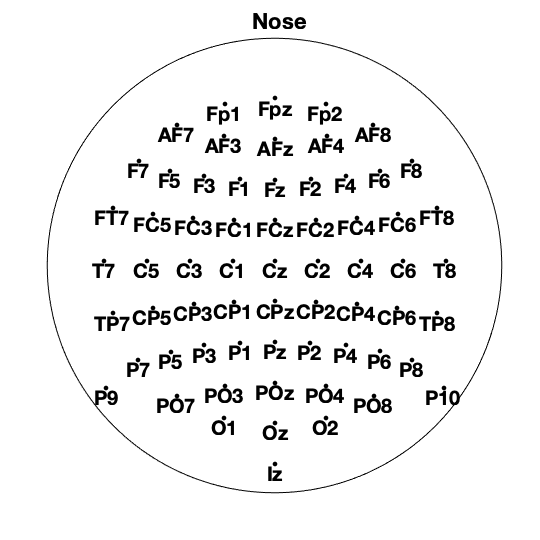 Nose
Fp1 Fpz Fp2
AF7 AF3 AFz AF4 AF8
F7 F5 F3 F1 Fz F2 F4 F6 F8
FT7 FC5 FC3 FC1 FCz FC2 FC4 FC6 FT8
T7 C5 C3 C1 Cz C2 C4 C6 T8
TP7 CP5 CP3 CP1 CPz CP2 CP4 CP6 TP8
P7 P5 P3 P1 Pz P2 P4 P6 P8
P9 PO7 PO3 POz PO4 PO8 P10
O1 Oz O2
Iz